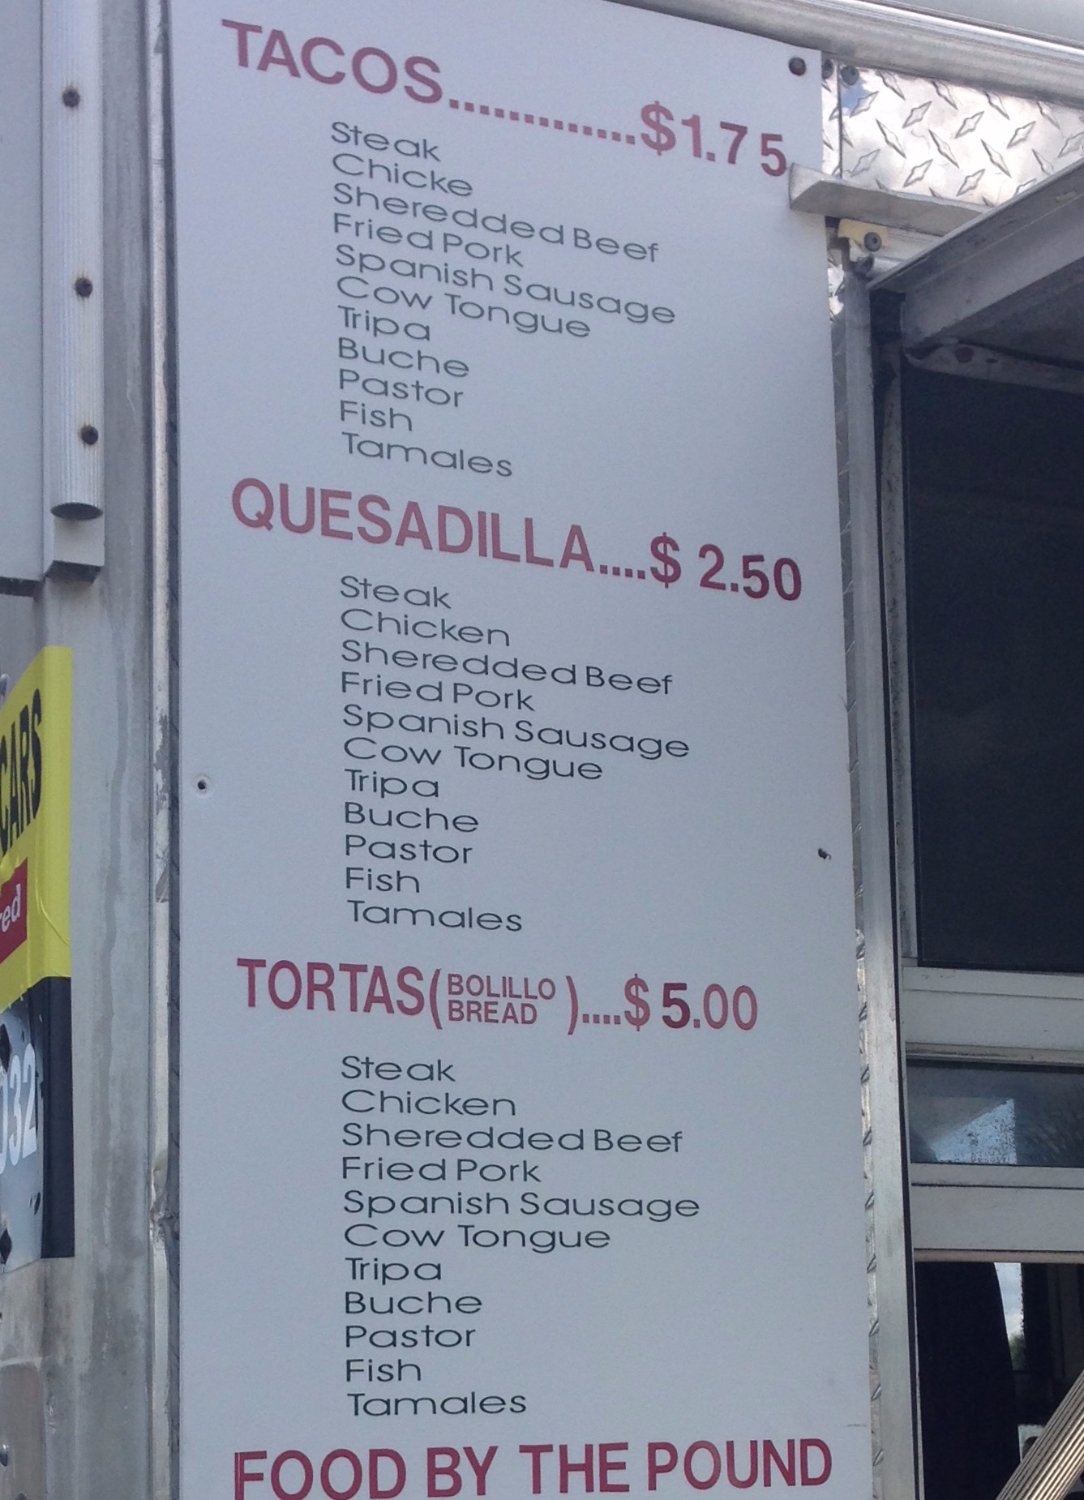 TACOS.............$1.75
Steak
Chicke
Sheredded Beef
Fried Pork
Spanish Sausage
Cow Tongue
Tripa
Buche
Pastor
Fish
Tamales
QUESADILLA....$ 2.50
Steak
Chicken
Sheredded Beef
Fried Pork
Spanish Sausage
Cow Tongue
Tripa
Buche
Pastor
Fish
Tamales
TORTAS(BOLILLO BREAD)....$ 5.00
Steak
Chicken
Sheredded Beef
Fried Pork
Spanish Sausage
Cow Tongue
Tripa
Buche
Pastor
Fish
Tamales
FOOD BY THE POUND
CARS